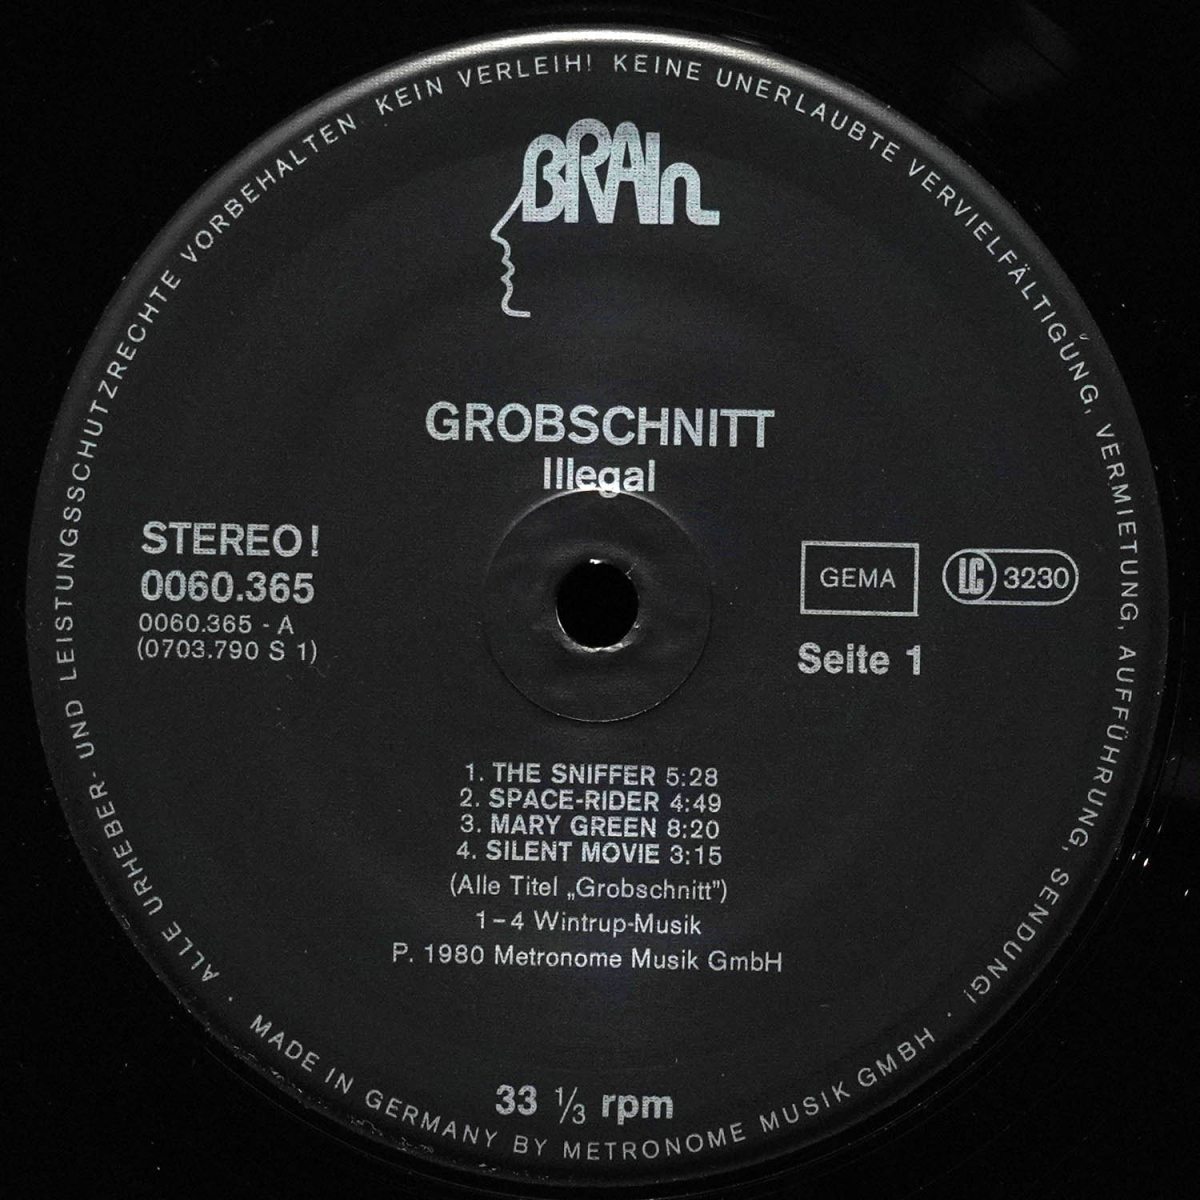 ALLE URHEBER- UND LEISTUNGSSCHUTZRECHTE VORBEHALTEN. KEIN VERLEIH! KEINE UNERLAUBTE VERVIELFÄLTIGUNG, VERMIETUNG, AUFFÜHRUNG, SENDUNG!
BRAIn
GROBSCHNITT
Illegal
STEREO!
0060.365
0060.365 - A
(0703.790 S 1)
GEMA
LC 3230
Seite 1
1. THE SNIFFER 5:28
2. SPACE-RIDER 4:49
3. MARY GREEN 8:20
4. SILENT MOVIE 3:15
(Alle Titel „Grobschnitt")
1–4 Wintrup-Musik
P. 1980 Metronome Musik GmbH
33 ⅓ rpm
· MADE IN GERMANY BY METRONOME MUSIK GMBH ·